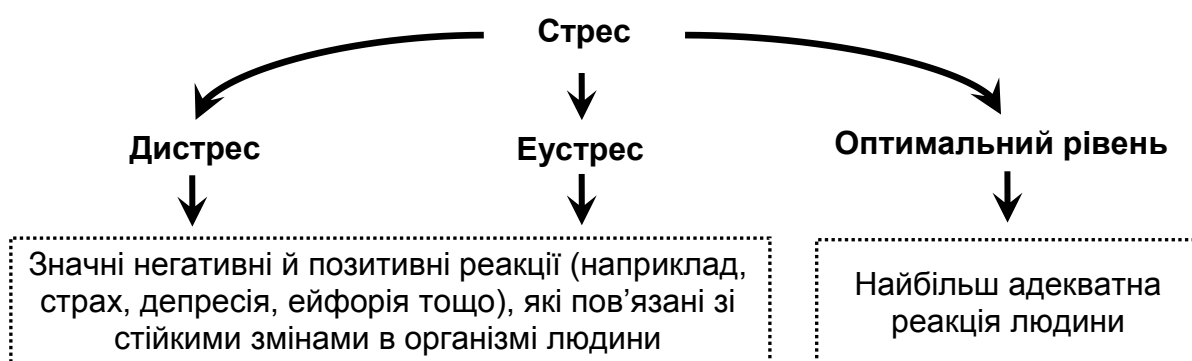 Стрес
Дистрес
Еустрес
Оптимальний рівень
Значні негативні й позитивні реакції (наприклад,
страх, депресія, ейфорія тощо), які пов’язані зі
стійкими змінами в організмі людини
Найбільш адекватна
реакція людини